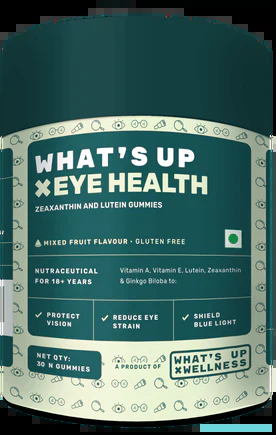 WHAT'S UP
EYE HEALTH
ZEAXANTHIN AND LUTEIN GUMMIES
MIXED FRUIT FLAVOUR • GLUTEN FREE
NUTRACEUTICAL
FOR 18+ YEARS
Vitamin A, Vitamin E, Lutein, Zeaxanthin
& Ginkgo Biloba to:
PROTECT
VISION
REDUCE EYE
STRAIN
SHIELD
BLUE LIGHT
NET QTY:
30 N GUMMIES
A PRODUCT OF
WHAT'S UP
WELLNESS